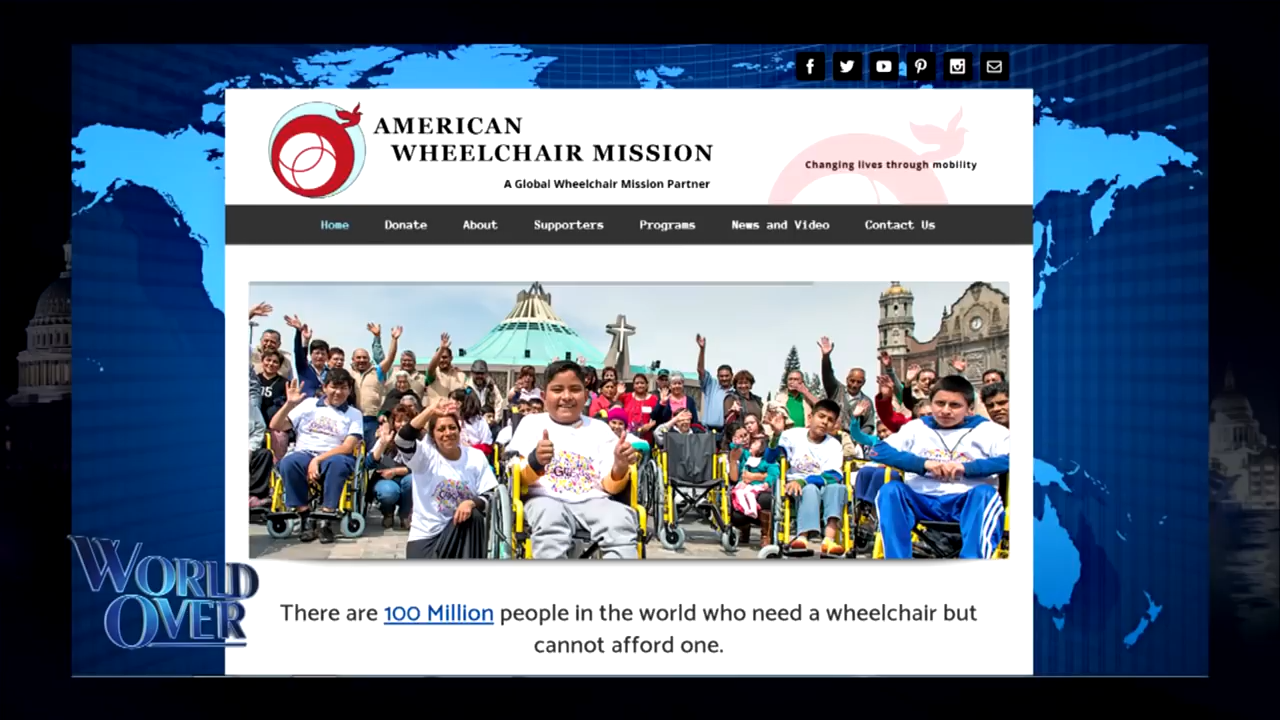 AMERICAN
WHEELCHAIR MISSION
A Global Wheelchair Mission Partner
Changing lives through mobility
Home Donate About Supporters Programs News and Video Contact Us
There are 100 Million people in the world who need a wheelchair but
cannot afford one.
WORLD
OVER